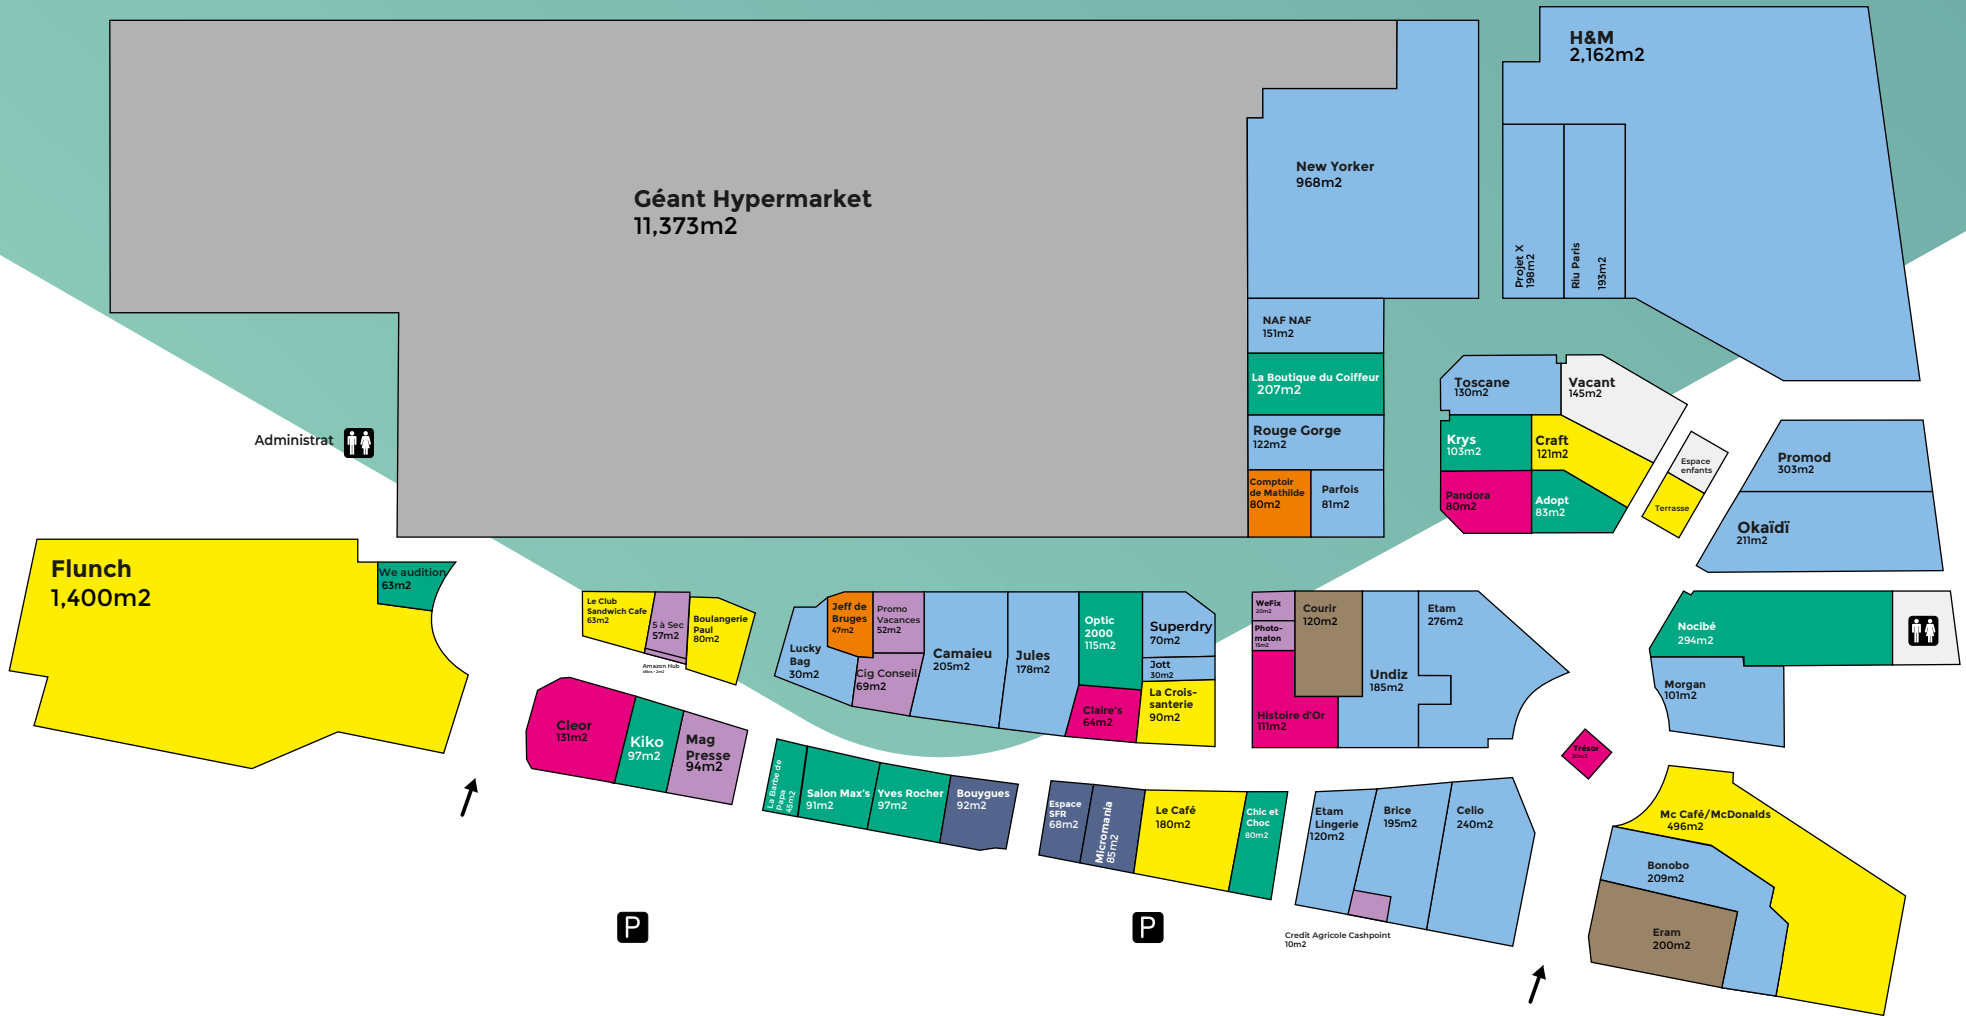 H&M
2,162m2
New Yorker
968m2
Géant Hypermarket
11,373m2
Projet X
198m2
Riu Paris
193m2
NAF NAF
151m2
La Boutique du Coiffeur
207m2
Rouge Gorge
122m2
Comptoir
de Mathilde
80m2
Parfois
81m2
Toscane
130m2
Vacant
145m2
Krys
103m2
Craft
121m2
Pandora
80m2
Adopt
83m2
Espace
enfants
Terrasse
Promod
303m2
Okaïdï
211m2
Administrat
Flunch
1,400m2
We audition
63m2
Le Club
Sandwich Cafe
63m2
5 à Sec
57m2
Boulangerie
Paul
80m2
Amazon Hub
Jeff de
Bruges
47m2
Promo
Vacances
52m2
Lucky
Bag
30m2
Cig Conseil
69m2
Camaieu
205m2
Jules
178m2
Optic
2000
115m2
Claire's
64m2
Superdry
70m2
Jott
30m2
La Crois-
santerie
90m2
WeFix
20m2
Photo-
maton
15m2
Courir
120m2
Histoire d'Or
111m2
Undiz
185m2
Etam
276m2
Nocibé
294m2
Morgan
101m2
Cleor
131m2
Kiko
97m2
Mag
Presse
94m2
La Barbe de
Papa
45m2
Salon Max's
91m2
Yves Rocher
97m2
Bouygues
92m2
Espace
SFR
68m2
Micromania
85m2
Le Café
180m2
Chic et
Choc
80m2
Etam
Lingerie
120m2
Brice
195m2
Celio
240m2
Credit Agricole Cashpoint
10m2
Trésor
Mc Café/McDonalds
496m2
Bonobo
209m2
Eram
200m2
P
P